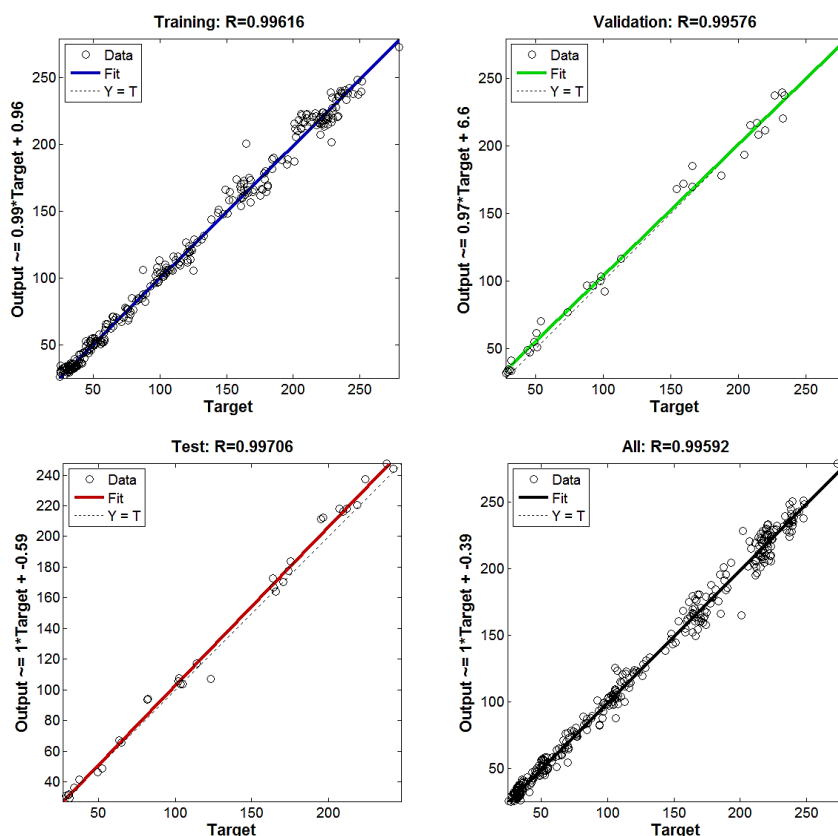 Training: R=0.99616
Output ~= 0.99*Target + 0.96
Data
Fit
Y = T
250
200
150
100
50
50 100 150 200 250
Target
Validation: R=0.99576
Output ~= 0.97*Target + 6.6
Data
Fit
Y = T
250
200
150
100
50
50 100 150 200 250
Target
Test: R=0.99706
Output ~= 1*Target + -0.59
Data
Fit
Y = T
240
220
200
180
160
140
120
100
80
60
40
50 100 150 200
Target
All: R=0.99592
Output ~= 1*Target + -0.39
Data
Fit
Y = T
250
200
150
100
50
50 100 150 200 250
Target